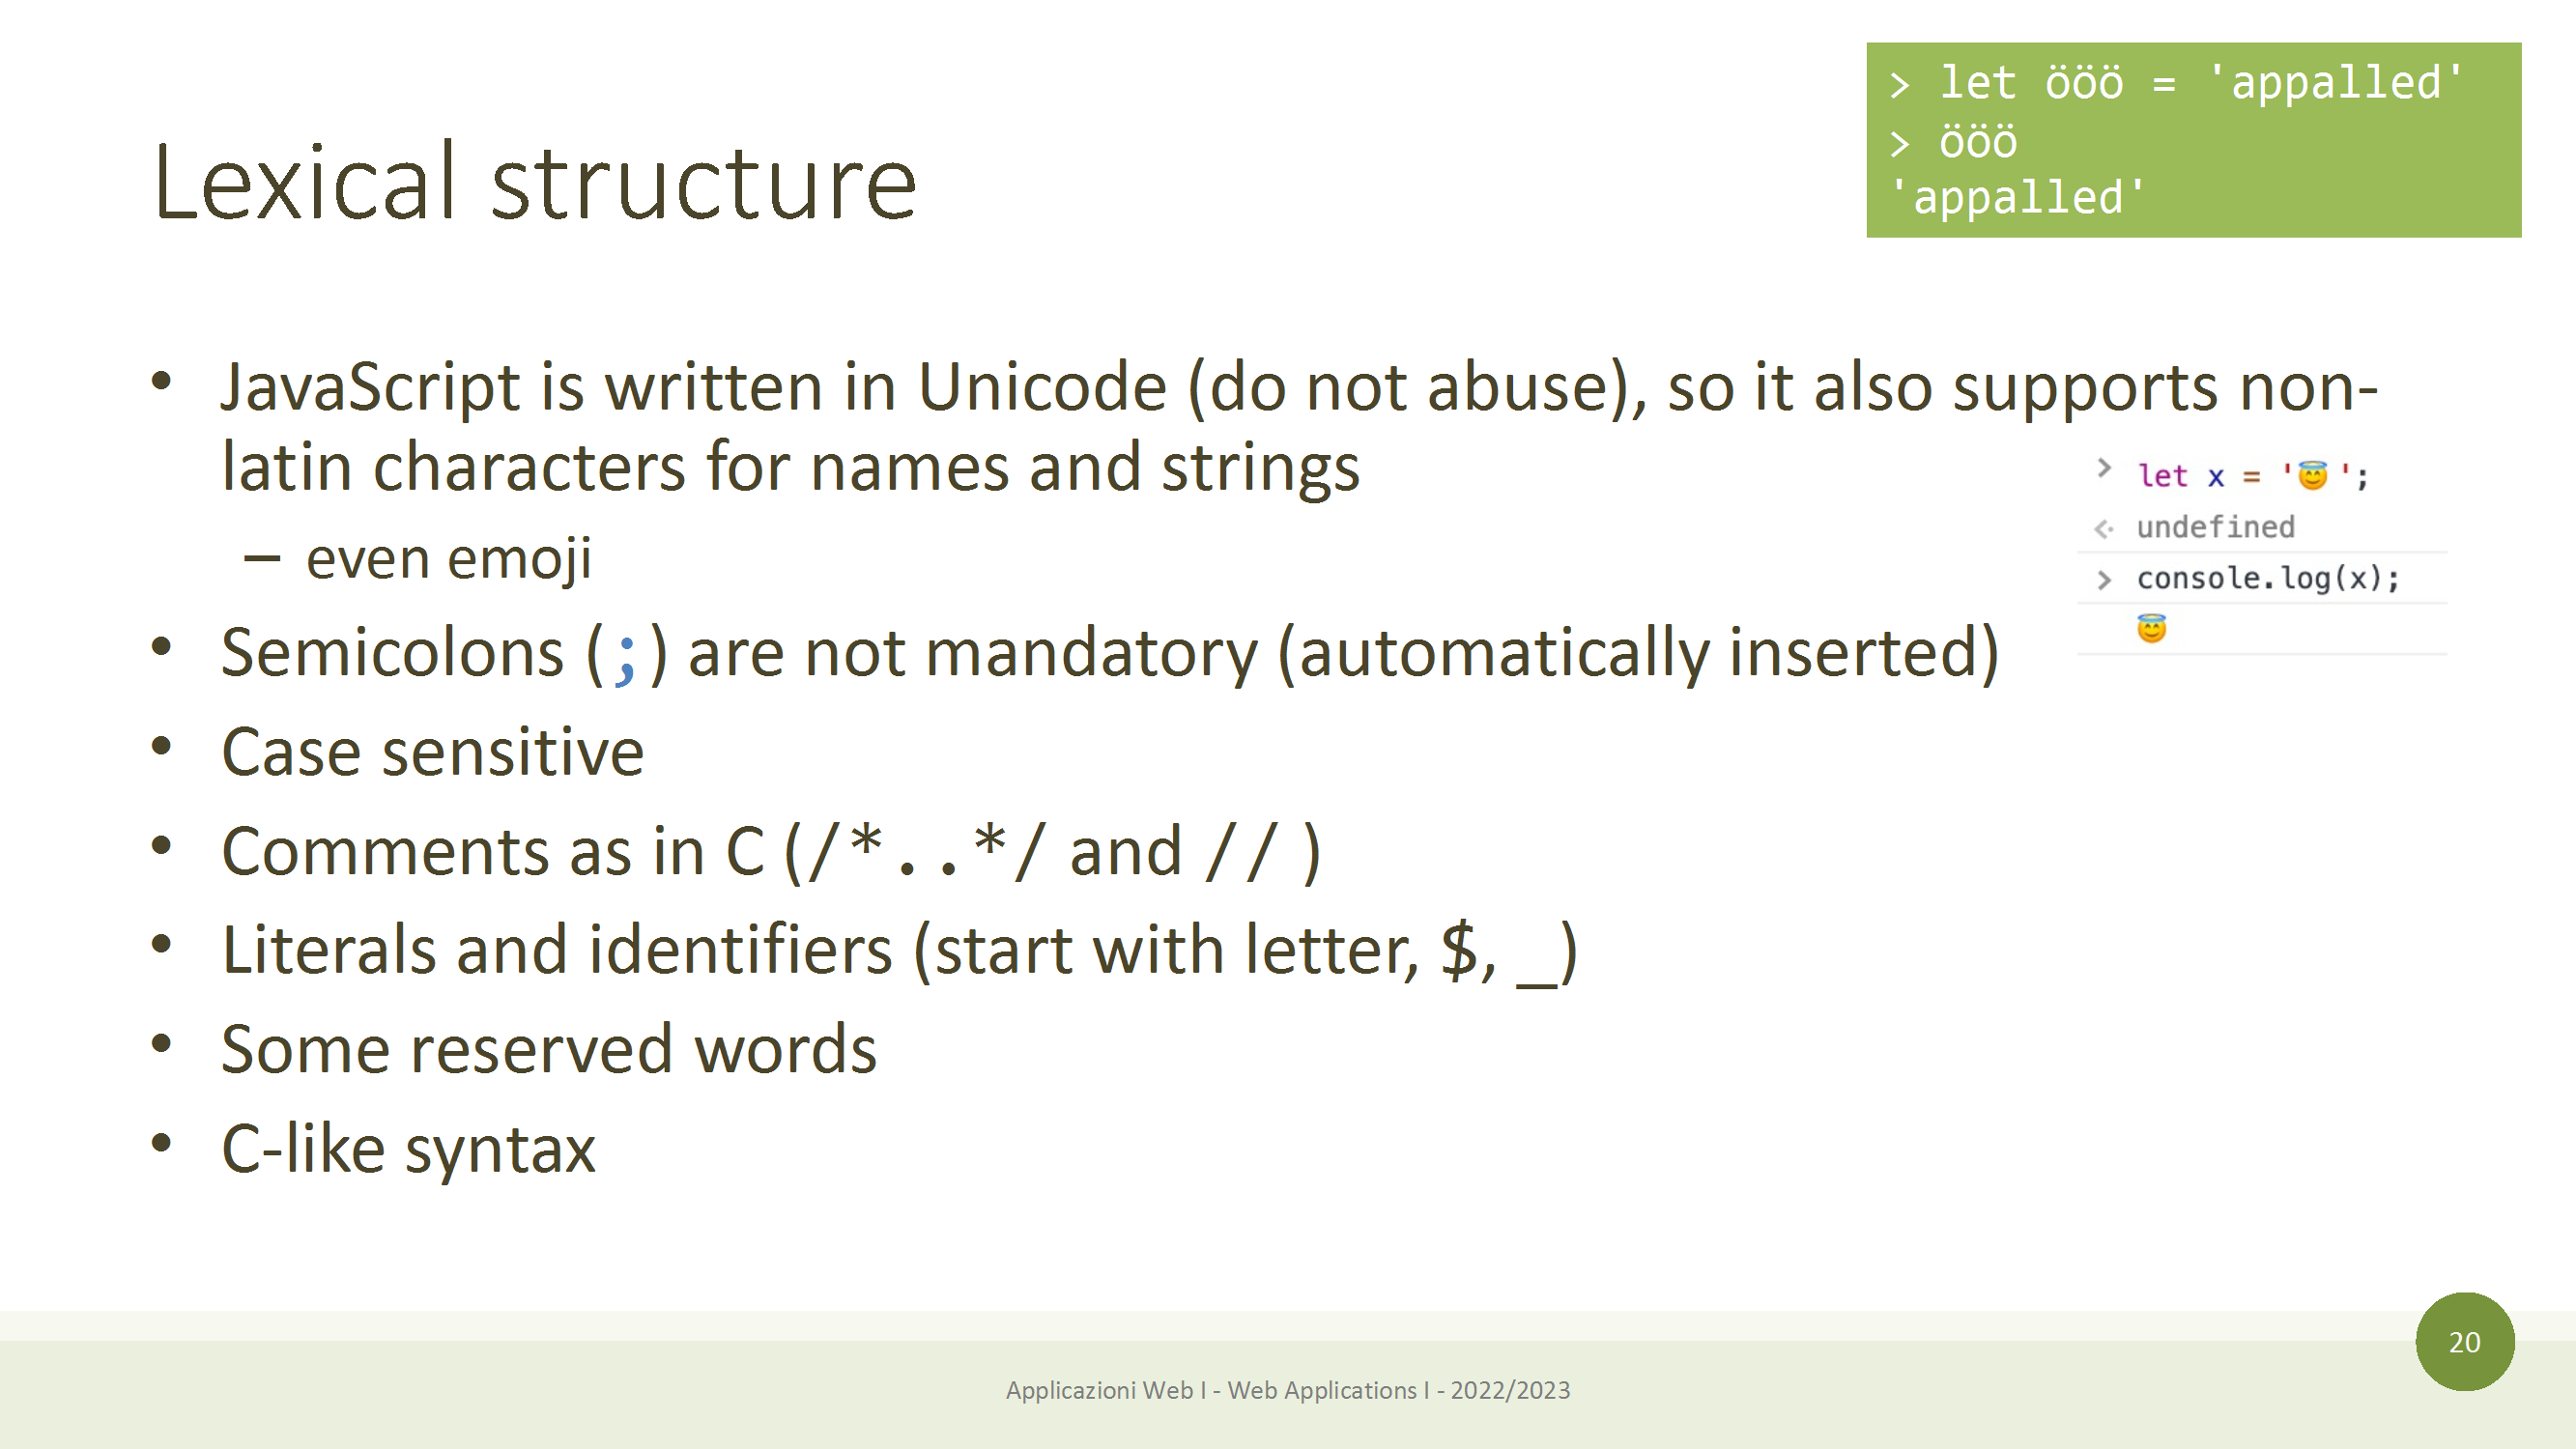 > let ööö = 'appalled'
> ööö
'appalled'
Lexical structure
• JavaScript is written in Unicode (do not abuse), so it also supports non-
latin characters for names and strings
– even emoji
> let x = '😇';
<· undefined
> console.log(x);
😇
• Semicolons (;) are not mandatory (automatically inserted)
• Case sensitive
• Comments as in C (/*..*/ and // )
• Literals and identifiers (start with letter, $, _)
• Some reserved words
• C-like syntax
20
Applicazioni Web I - Web Applications I - 2022/2023